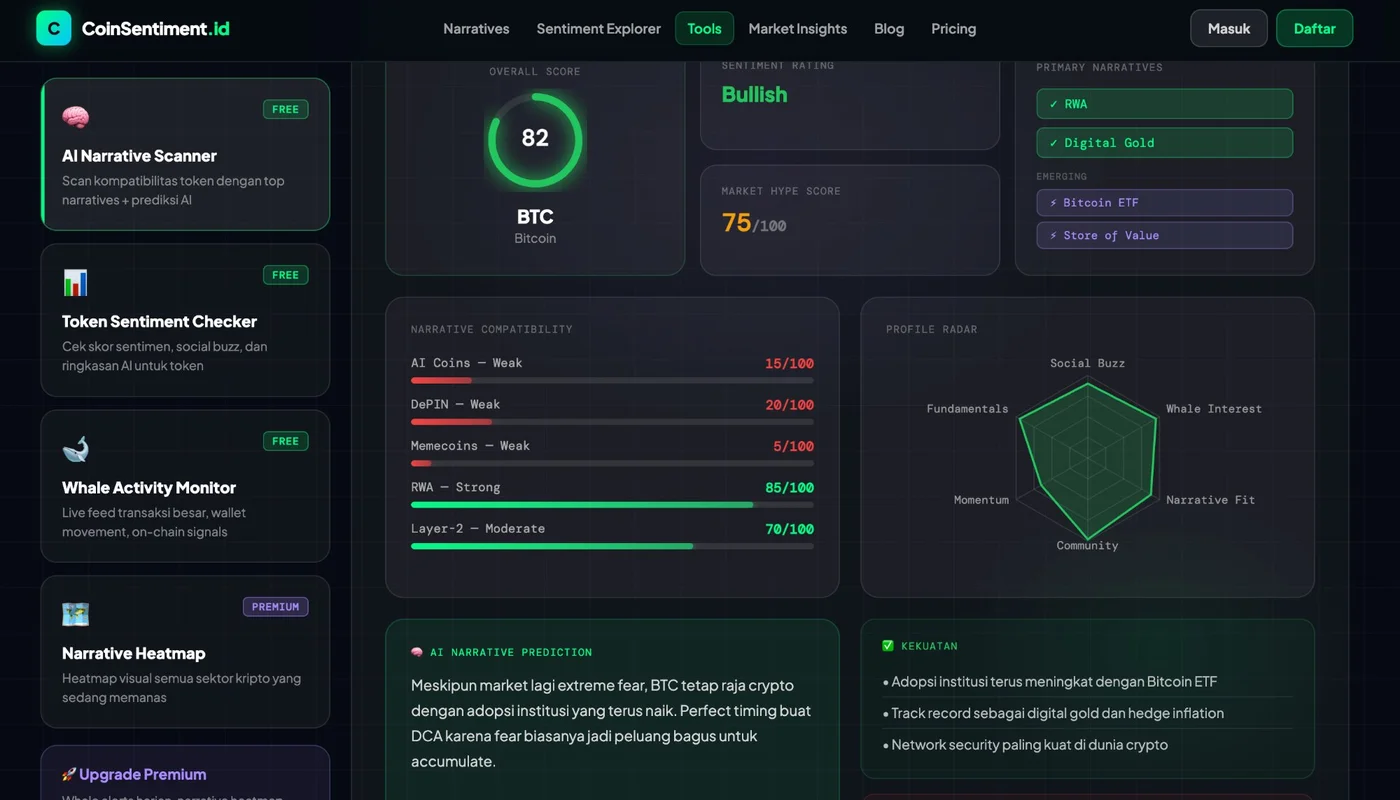 C CoinSentiment.id
Narratives Sentiment Explorer Tools Market Insights Blog Pricing
Masuk Daftar
FREE
AI Narrative Scanner
Scan kompatibilitas token dengan top
narratives + prediksi AI
FREE
Token Sentiment Checker
Cek skor sentimen, social buzz, dan
ringkasan AI untuk token
FREE
Whale Activity Monitor
Live feed transaksi besar, wallet
movement, on-chain signals
PREMIUM
Narrative Heatmap
Heatmap visual semua sektor kripto yang
sedang memanas
🚀 Upgrade Premium
OVERALL SCORE
82
BTC
Bitcoin
SENTIMENT RATING
Bullish
MARKET HYPE SCORE
75/100
PRIMARY NARRATIVES
✓ RWA
✓ Digital Gold
EMERGING
⚡ Bitcoin ETF
⚡ Store of Value
NARRATIVE COMPATIBILITY
AI Coins — Weak 15/100
DePIN — Weak 20/100
Memecoins — Weak 5/100
RWA — Strong 85/100
Layer-2 — Moderate 70/100
PROFILE RADAR
Social Buzz
Fundamentals Whale Interest
Momentum Narrative Fit
Community
🧠 AI NARRATIVE PREDICTION
Meskipun market lagi extreme fear, BTC tetap raja crypto
dengan adopsi institusi yang terus naik. Perfect timing buat
DCA karena fear biasanya jadi peluang bagus untuk
accumulate.
✅ KEKUATAN
• Adopsi institusi terus meningkat dengan Bitcoin ETF
• Track record sebagai digital gold dan hedge inflation
• Network security paling kuat di dunia crypto